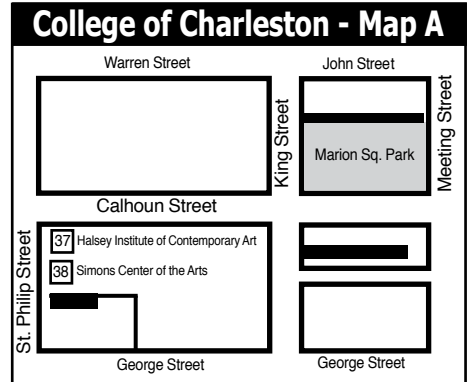 College of Charleston - Map A
Warren Street
John Street
King Street
Meeting Street
Marion Sq. Park
Calhoun Street
St. Philip Street
37 Halsey Institute of Contemporary Art
38 Simons Center of the Arts
George Street
George Street